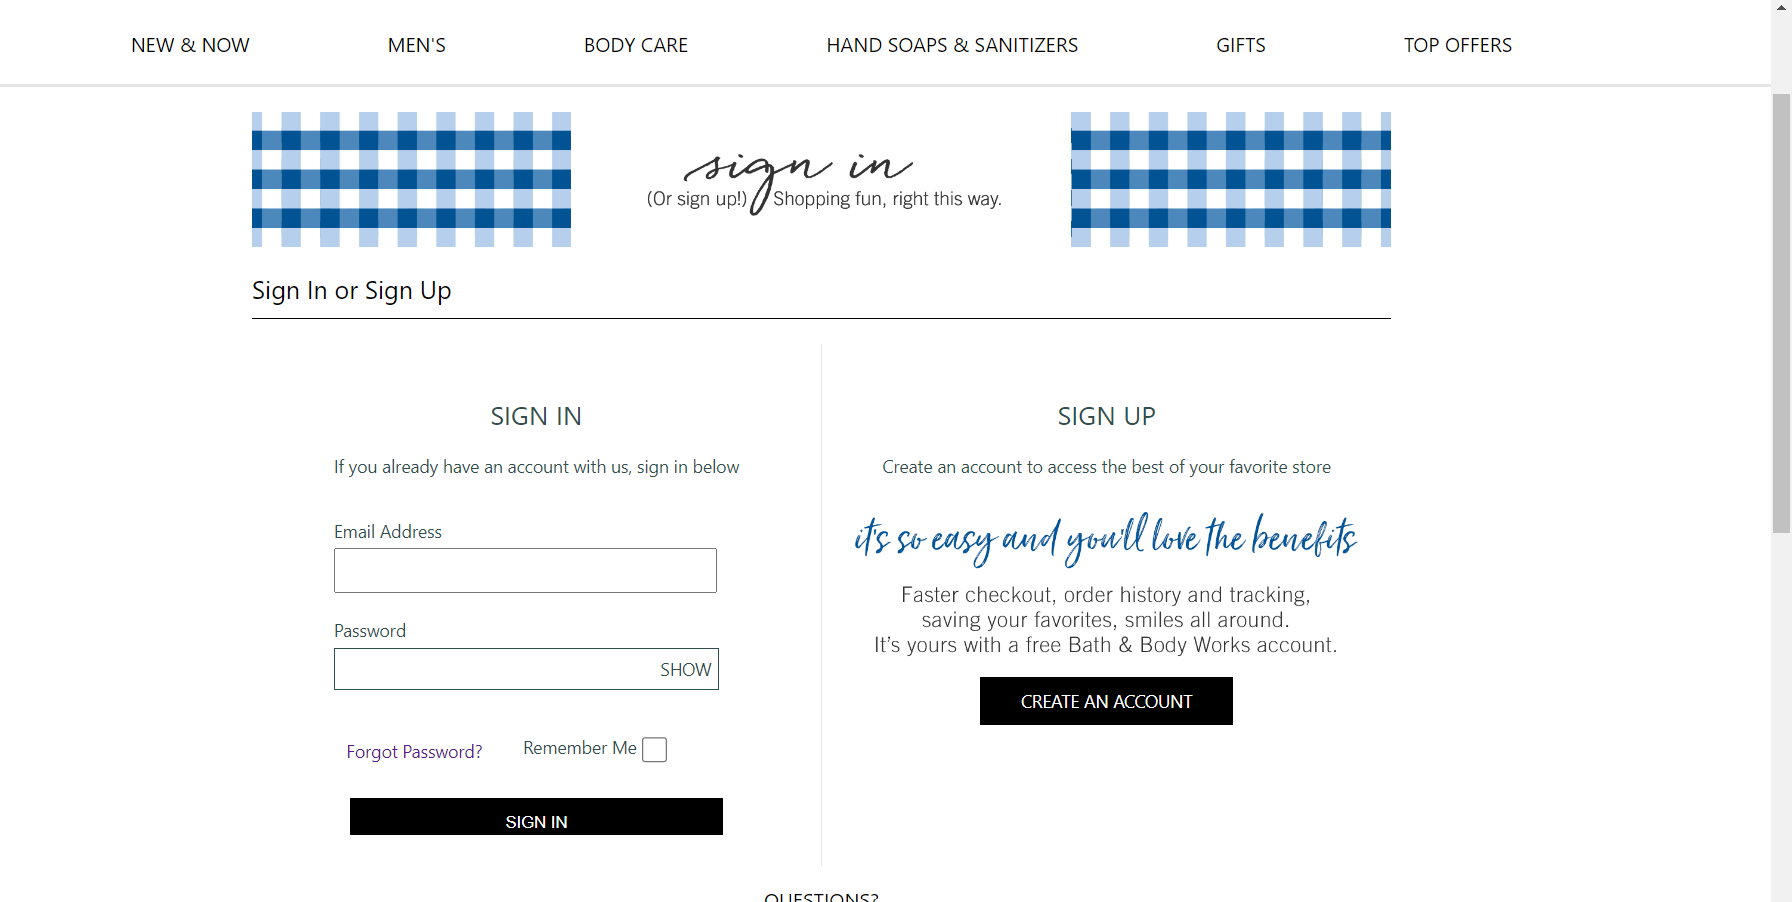 NEW & NOW
MEN'S
BODY CARE
HAND SOAPS & SANITIZERS
GIFTS
TOP OFFERS
sign in
(Or sign up!) Shopping fun, right this way.
Sign In or Sign Up
SIGN IN
If you already have an account with us, sign in below
Email Address
Password
SHOW
Forgot Password?
Remember Me
SIGN IN
SIGN UP
Create an account to access the best of your favorite store
it's so easy and you'll love the benefits
Faster checkout, order history and tracking,
saving your favorites, smiles all around.
It's yours with a free Bath & Body Works account.
CREATE AN ACCOUNT
QUESTIONS?